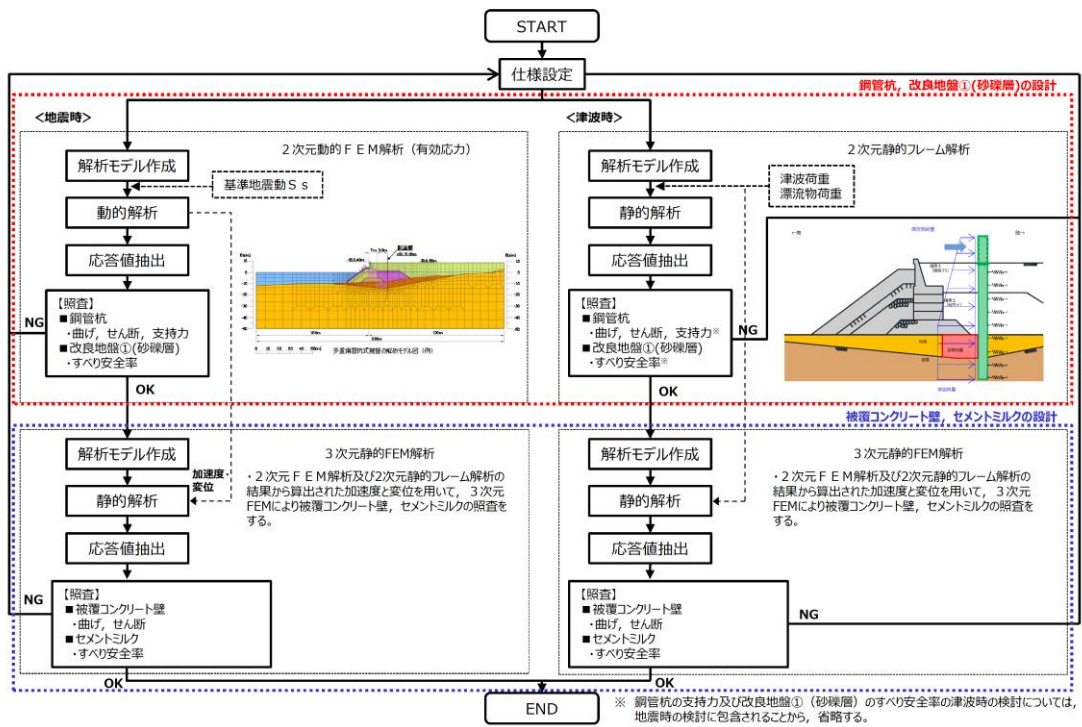 START
仕様設定
鋼管杭,改良地盤①(砂礫層)の設計
<地震時>
2次元動的FEM解析(有効応力)
解析モデル作成
基準地震動Ss
動的解析
応答値抽出
【照査】
■鋼管杭
・曲げ,せん断,支持力
■改良地盤①(砂礫層)
・すべり安全率
NG
OK
多重鋼管杭式擁壁の解析モデル図(例)
<津波時>
2次元静的フレーム解析
解析モデル作成
津波荷重
漂流物荷重
静的解析
応答値抽出
【照査】
■鋼管杭
・曲げ,せん断,支持力※
■改良地盤①(砂礫層)
・すべり安全率※
NG
OK
漂流物荷重
津波荷重
被覆コンクリート壁,セメントミルクの設計
3次元静的FEM解析
解析モデル作成
・2次元FEM解析及び2次元静的フレーム解析の
結果から算出された加速度と変位を用いて,3次元
FEMにより被覆コンクリート壁,セメントミルクの照査を
する。
加速度・
変位
静的解析
応答値抽出
【照査】
■被覆コンクリート壁
・曲げ,せん断
■セメントミルク
・すべり安全率
NG
OK
3次元静的FEM解析
解析モデル作成
・2次元FEM解析及び2次元静的フレーム解析の
結果から算出された加速度と変位を用いて,3次元
FEMにより被覆コンクリート壁,セメントミルクの照査を
する。
静的解析
応答値抽出
【照査】
■被覆コンクリート壁
・曲げ,せん断
■セメントミルク
・すべり安全率
NG
OK
END
※ 鋼管杭の支持力及び改良地盤①(砂礫層)のすべり安全率の津波時の検討については,
地震時の検討に包含されることから,省略する。